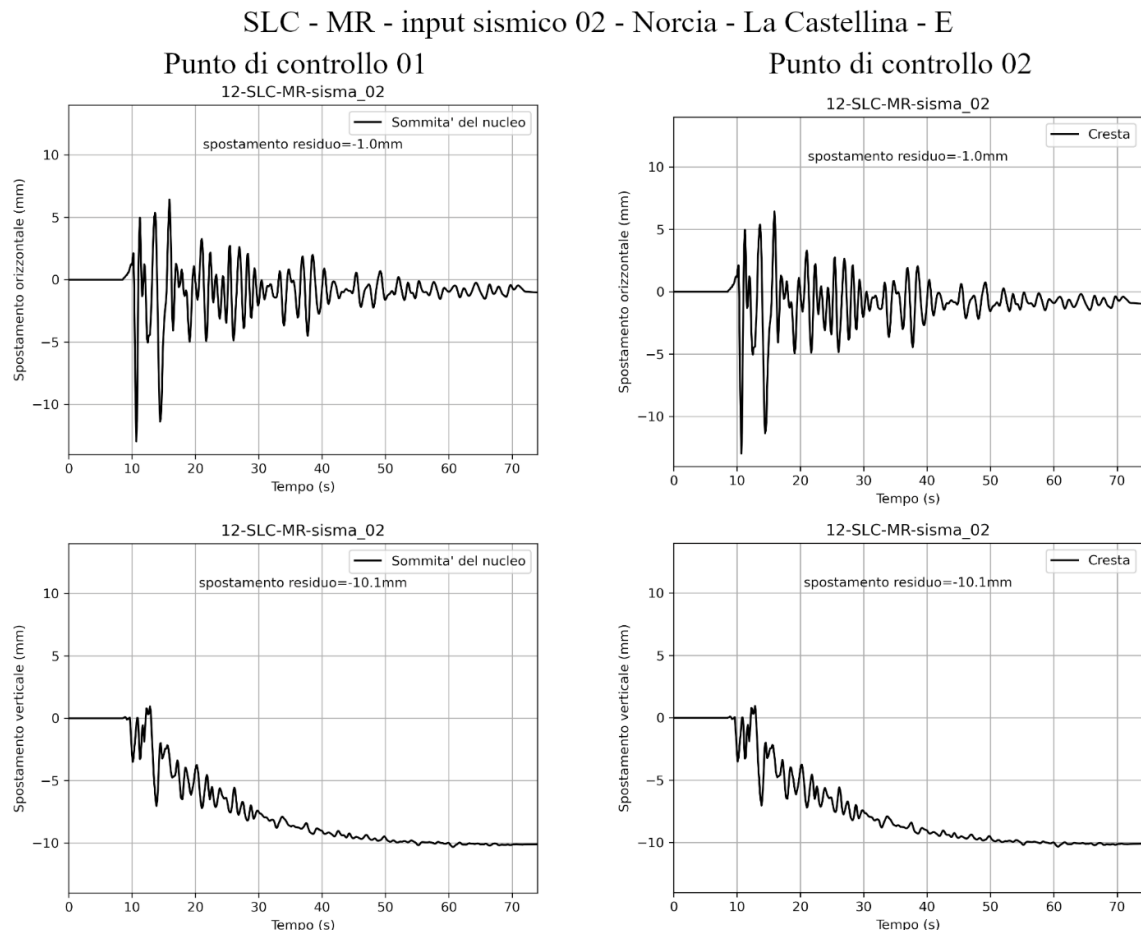 SLC - MR - input sismico 02 - Norcia - La Castellina - E
Punto di controllo 01
12-SLC-MR-sisma_02
Sommita' del nucleo
spostamento residuo=-1.0mm
Spostamento orizzontale (mm)
10
5
0
−5
−10
0 10 20 30 40 50 60 70
Tempo (s)
Punto di controllo 02
12-SLC-MR-sisma_02
Cresta
spostamento residuo=-1.0mm
Spostamento orizzontale (mm)
10
5
0
−5
−10
0 10 20 30 40 50 60 70
Tempo (s)
12-SLC-MR-sisma_02
Sommita' del nucleo
spostamento residuo=-10.1mm
Spostamento verticale (mm)
10
5
0
−5
−10
0 10 20 30 40 50 60 70
Tempo (s)
12-SLC-MR-sisma_02
Cresta
spostamento residuo=-10.1mm
Spostamento verticale (mm)
10
5
0
−5
−10
0 10 20 30 40 50 60 70
Tempo (s)